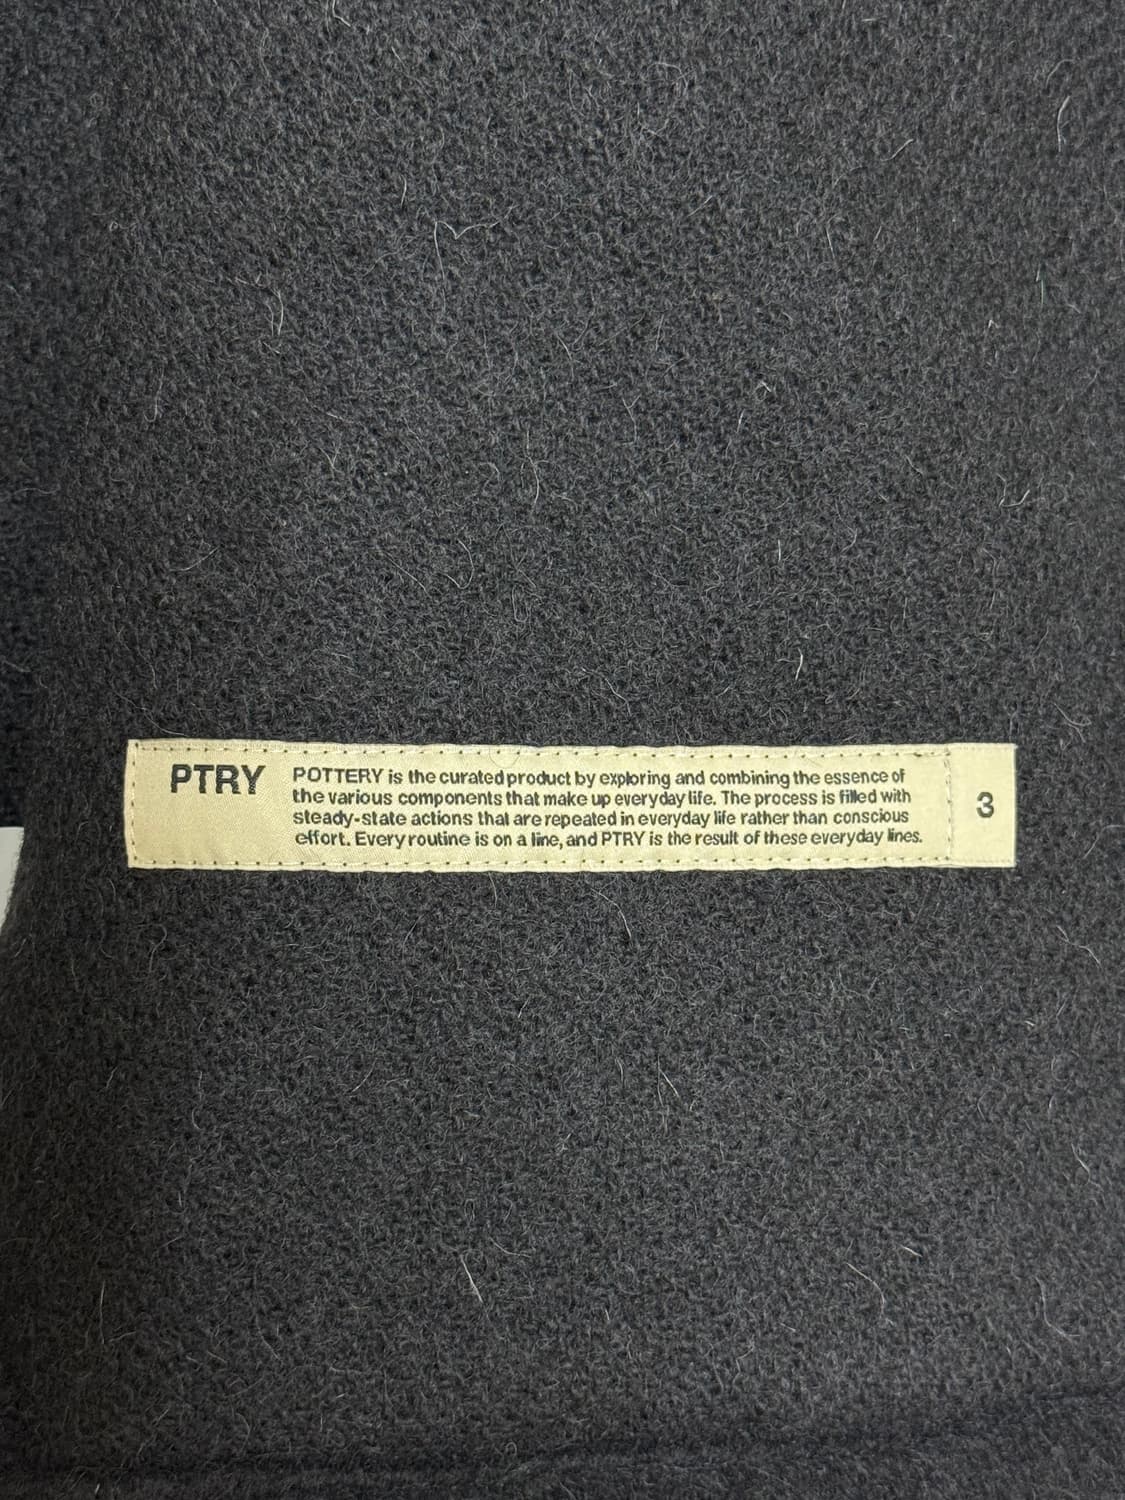 PTRY
POTTERY is the curated product by exploring and combining the essence of
the various components that make up everyday life. The process is filled with
steady-state actions that are repeated in everyday life rather than conscious
effort. Every routine is on a line, and PTRY is the result of these everyday lines.
3